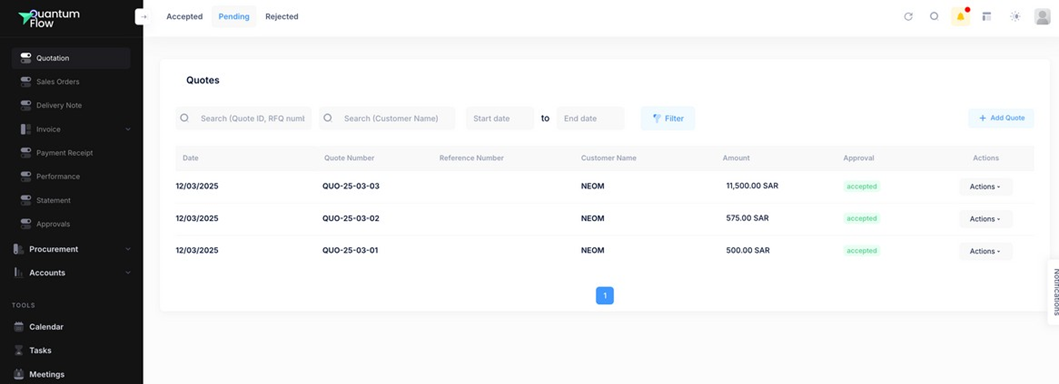 Quantum
Flow
→
Accepted Pending Rejected
Quotation
Sales Orders
Delivery Note
Invoice
Payment Receipt
Performance
Statement
Approvals
Procurement
Accounts
TOOLS
Calendar
Tasks
Meetings
Quotes
Search (Quote ID, RFQ numl Search (Customer Name) Start date to End date Filter + Add Quote
Date Quote Number Reference Number Customer Name Amount Approval Actions
12/03/2025 QUO-25-03-03 NEOM 11,500.00 SAR accepted Actions
12/03/2025 QUO-25-03-02 NEOM 575.00 SAR accepted Actions
12/03/2025 QUO-25-03-01 NEOM 500.00 SAR accepted Actions
1
Notifications